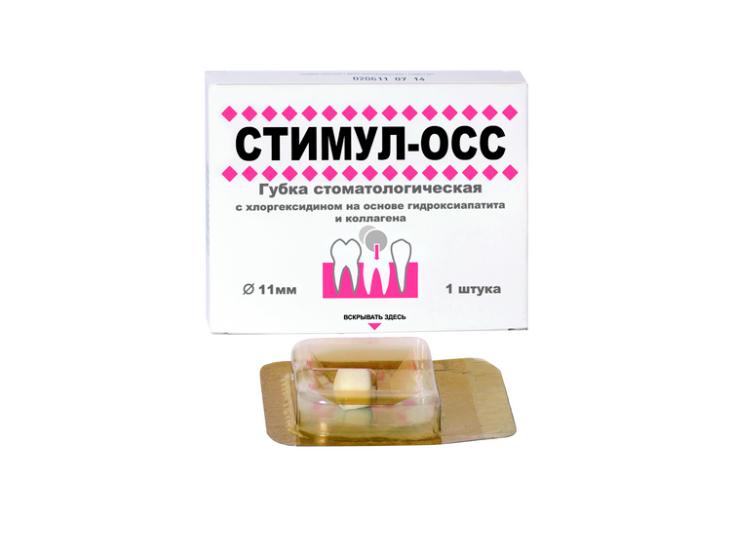 020611 07 14
СТИМУЛ-ОСС
Губка стоматологическая
с хлоргексидином на основе гидроксиапатита
и коллагена
Ø 11мм
1 штука
ВСКРЫВАТЬ ЗДЕСЬ